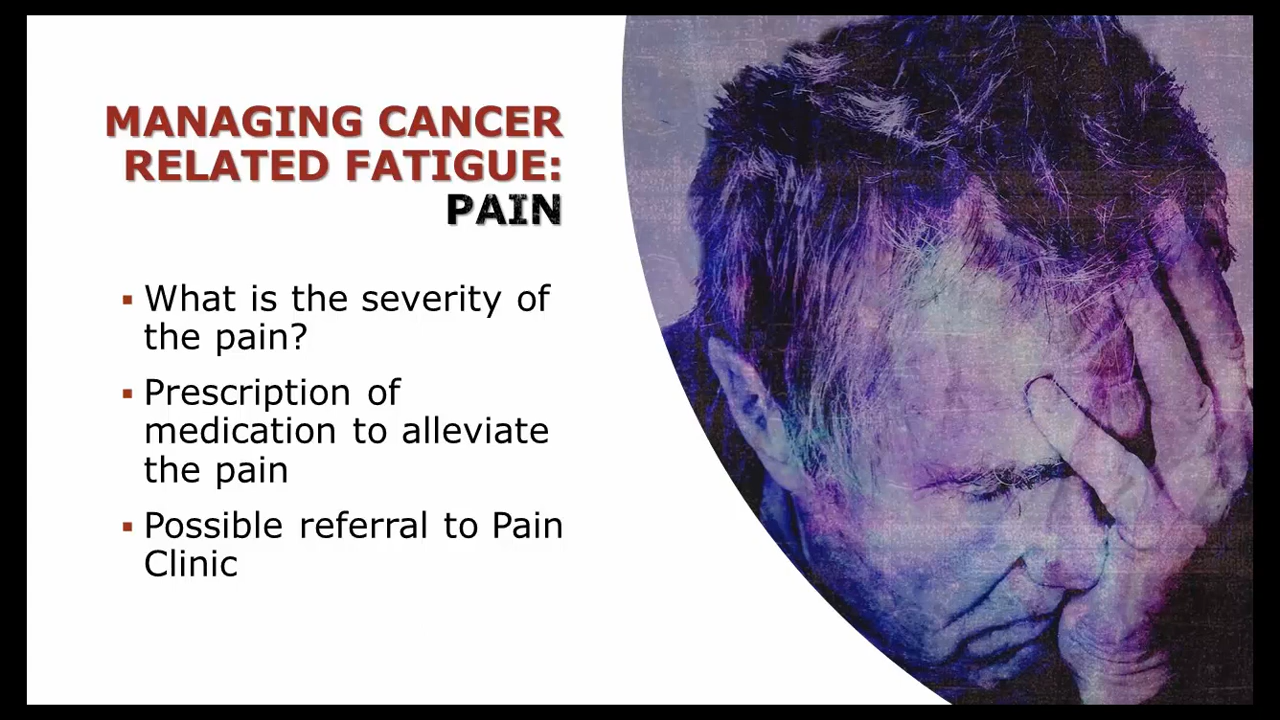 MANAGING CANCER
RELATED FATIGUE:
PAIN
▪ What is the severity of
the pain?
▪ Prescription of
medication to alleviate
the pain
▪ Possible referral to Pain
Clinic